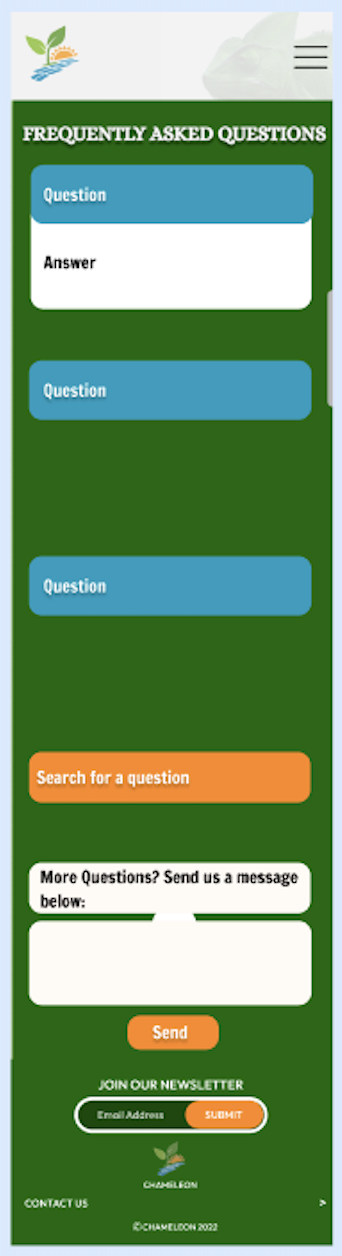 FREQUENTLY ASKED QUESTIONS
Question
Answer
Question
Question
Search for a question
More Questions? Send us a message
below:
Send
JOIN OUR NEWSLETTER
Email Address SUBMIT
CHAMELEON
CONTACT US >
©CHAMELEON 2022